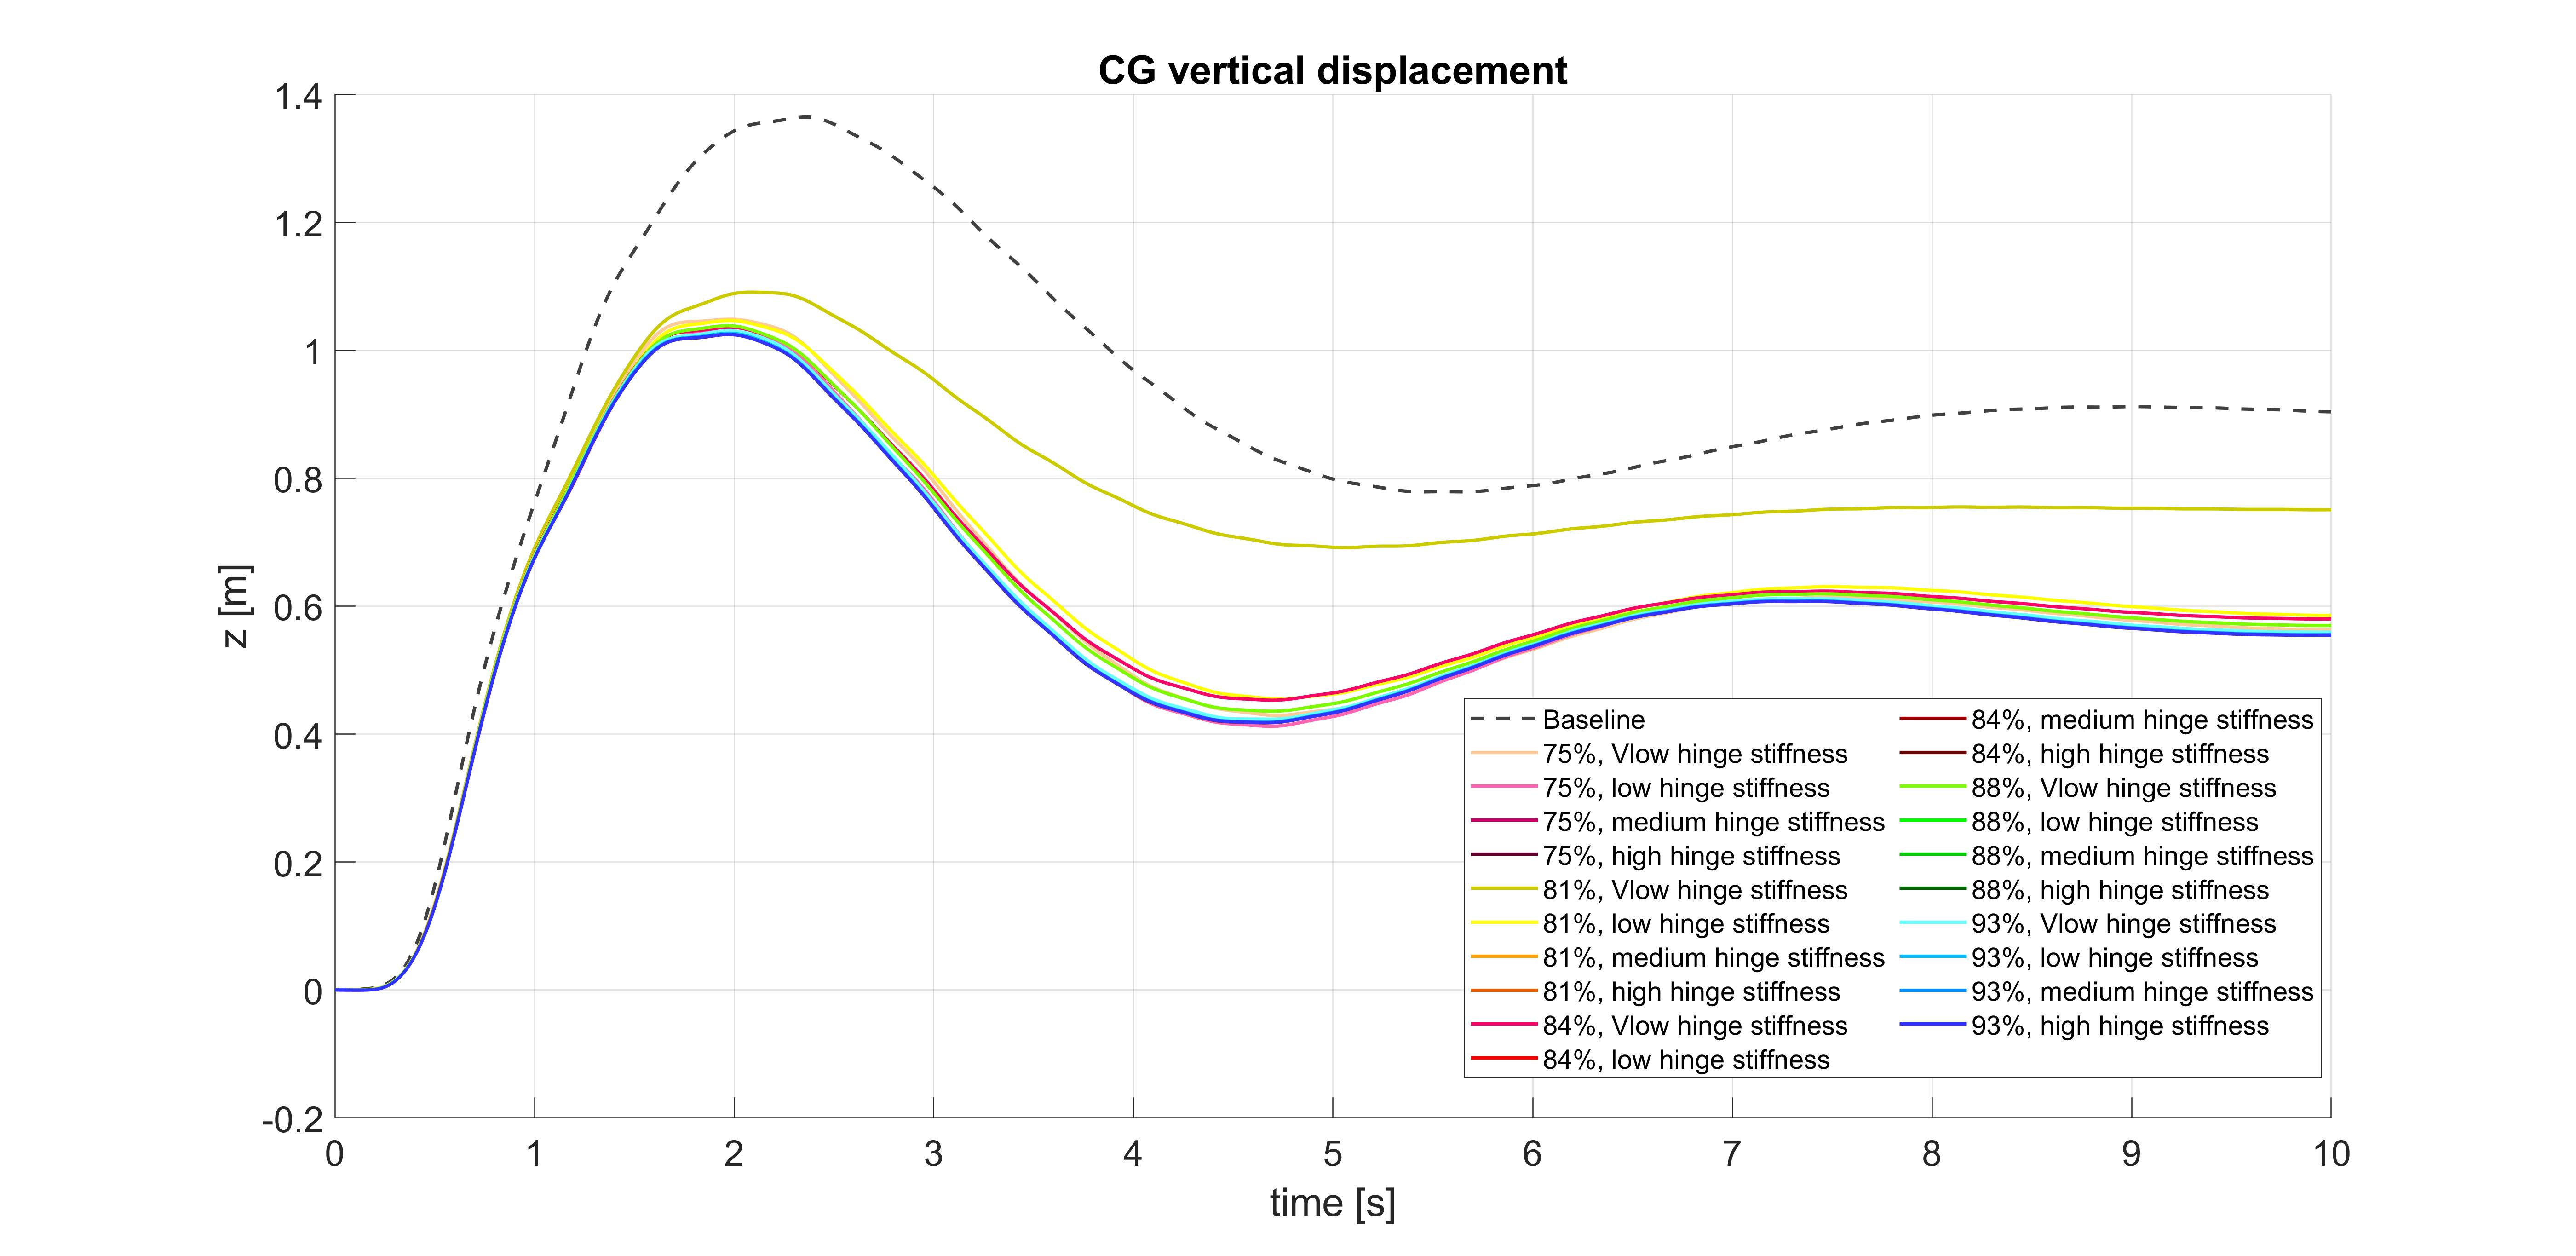 CG vertical displacement
1.4
1.2
1
0.8
0.6
0.4
0.2
0
-0.2
z [m]
0 1 2 3 4 5 6 7 8 9 10
time [s]
Baseline
75%, Vlow hinge stiffness
75%, low hinge stiffness
75%, medium hinge stiffness
75%, high hinge stiffness
81%, Vlow hinge stiffness
81%, low hinge stiffness
81%, medium hinge stiffness
81%, high hinge stiffness
84%, Vlow hinge stiffness
84%, low hinge stiffness
84%, medium hinge stiffness
84%, high hinge stiffness
88%, Vlow hinge stiffness
88%, low hinge stiffness
88%, medium hinge stiffness
88%, high hinge stiffness
93%, Vlow hinge stiffness
93%, low hinge stiffness
93%, medium hinge stiffness
93%, high hinge stiffness